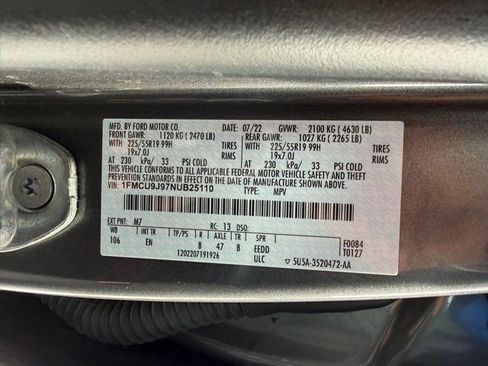 MFD. BY FORD MOTOR CO. 07/22 GVWR: 2100 KG ( 4630 LB)
FRONT GAWR: 1120 KG ( 2470 LB) REAR GAWR: 1027 KG ( 2265 LB)
WITH 225/55R19 99H TIRES WITH 225/55R19 99H TIRES
19x7.0J RIMS 19x7.0J RIMS
AT 230 kPa/ 33 PSI COLD AT 230 kPa/ 33 PSI COLD
THIS VEHICLE CONFORMS TO ALL APPLICABLE FEDERAL MOTOR VEHICLE SAFETY AND THEFT
PREVENTION STANDARDS IN EFFECT ON THE DATE OF MANUFACTURE SHOWN ABOVE.
VIN: 1FMCU9J97NUB25110 TYPE: MPV
EXT PNT: M7 RC: 13 DSO: F0084
WB INT TR TP/PS R AXLE TR SPR T0127
106 EN B 47 8 EEDD
1202207191926 ULC ▽ 5U5A-3520472-AA